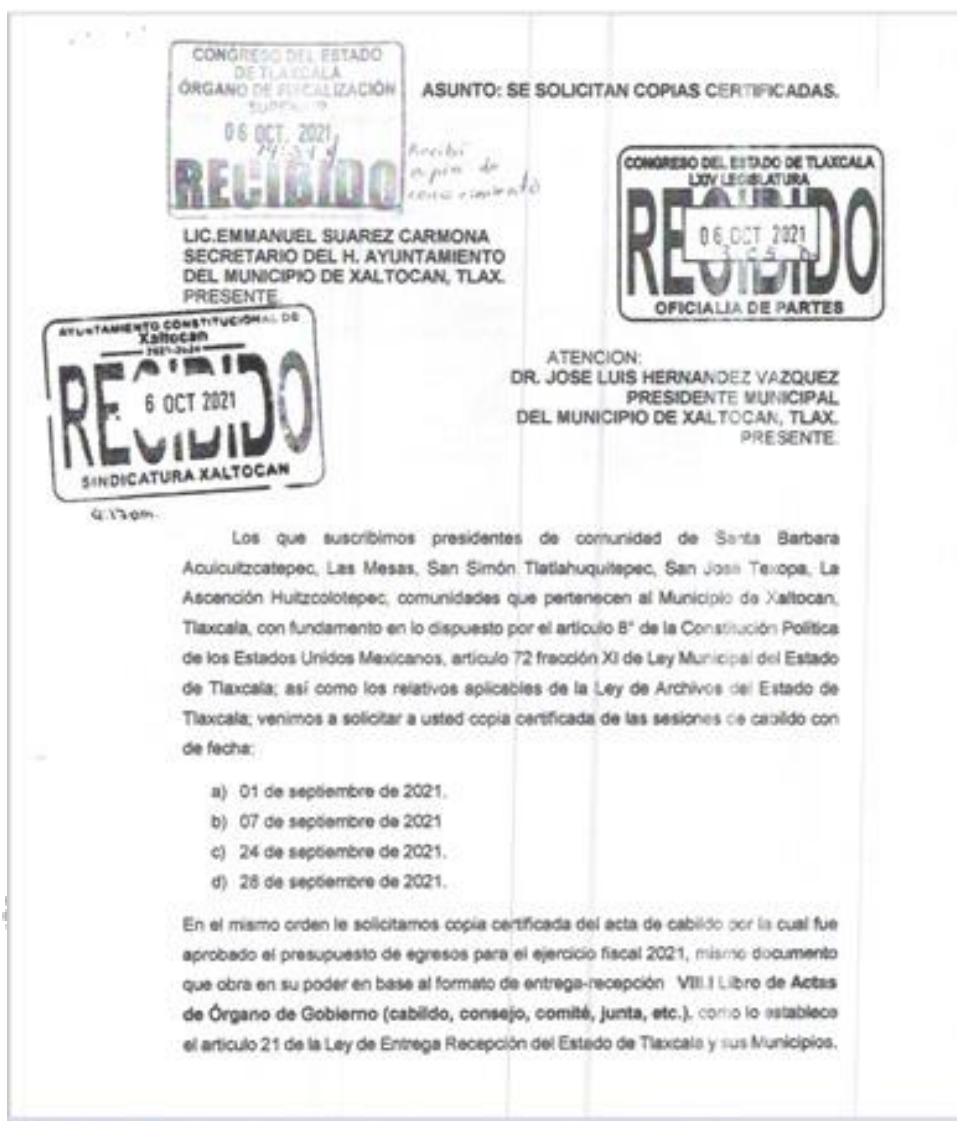 CONGRESO DEL ESTADO
DE TLAXCALA
ÓRGANO DE FISCALIZACIÓN
SUPERIOR
06 OCT. 2021
RECIBIDO
Recibí
conocimiento
ASUNTO: SE SOLICITAN COPIAS CERTIFICADAS.
CONGRESO DEL ESTADO DE TLAXCALA
LXIV LEGISLATURA
RECIBIDO
06 OCT 2021
OFICIALIA DE PARTES
LIC.EMMANUEL SUAREZ CARMONA
SECRETARIO DEL H. AYUNTAMIENTO
DEL MUNICIPIO DE XALTOCAN, TLAX.
PRESENTE.
AYUNTAMIENTO CONSTITUCIONAL DE
Xaltocan
2021-2024
RECIBIDO
6 OCT 2021
SINDICATURA XALTOCAN
ATENCION:
DR. JOSE LUIS HERNANDEZ VAZQUEZ
PRESIDENTE MUNICIPAL
DEL MUNICIPIO DE XALTOCAN, TLAX.
PRESENTE.
Los que suscribimos presidentes de comunidad de Santa Barbara
Acuicuitzcatepec, Las Mesas, San Simón Tlatlahuquitepec, San José Texopa, La
Ascención Huitzcolotepec, comunidades que pertenecen al Municipio de Xaltocan,
Tlaxcala, con fundamento en lo dispuesto por el articulo 8° de la Constitución Política
de los Estados Unidos Mexicanos, articulo 72 fracción XI de Ley Municipal del Estado
de Tlaxcala; así como los relativos aplicables de la Ley de Archivos del Estado de
Tlaxcala; venimos a solicitar a usted copia certificada de las sesiones de cabildo con
de fecha:
a) 01 de septiembre de 2021.
b) 07 de septiembre de 2021
c) 24 de septiembre de 2021.
d) 28 de septiembre de 2021.
En el mismo orden le solicitamos copia certificada del acta de cabildo por la cual fue
aprobado el presupuesto de egresos para el ejercicio fiscal 2021, mismo documento
que obra en su poder en base al formato de entrega-recepción VIII.I Libro de Actas
de Órgano de Gobierno (cabildo, consejo, comité, junta, etc.), como lo establece
el articulo 21 de la Ley de Entrega Recepción del Estado de Tlaxcala y sus Municipios.